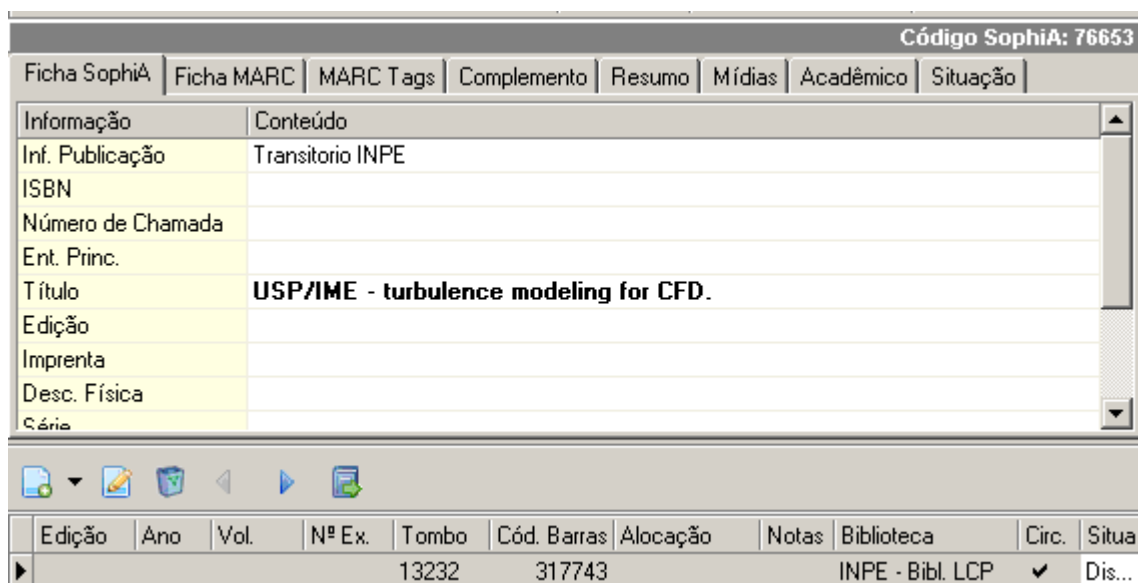 Código SophiA: 76653
Ficha SophiA Ficha MARC MARC Tags Complemento Resumo Mídias Acadêmico Situação
Informação Conteúdo
Inf. Publicação Transitorio INPE
ISBN
Número de Chamada
Ent. Princ.
Título USP/IME - turbulence modeling for CFD.
Edição
Imprenta
Desc. Física
Série
Edição Ano Vol. Nº Ex. Tombo Cód. Barras Alocação Notas Biblioteca Circ. Situa
13232 317743 INPE - Bibl. LCP Dis...